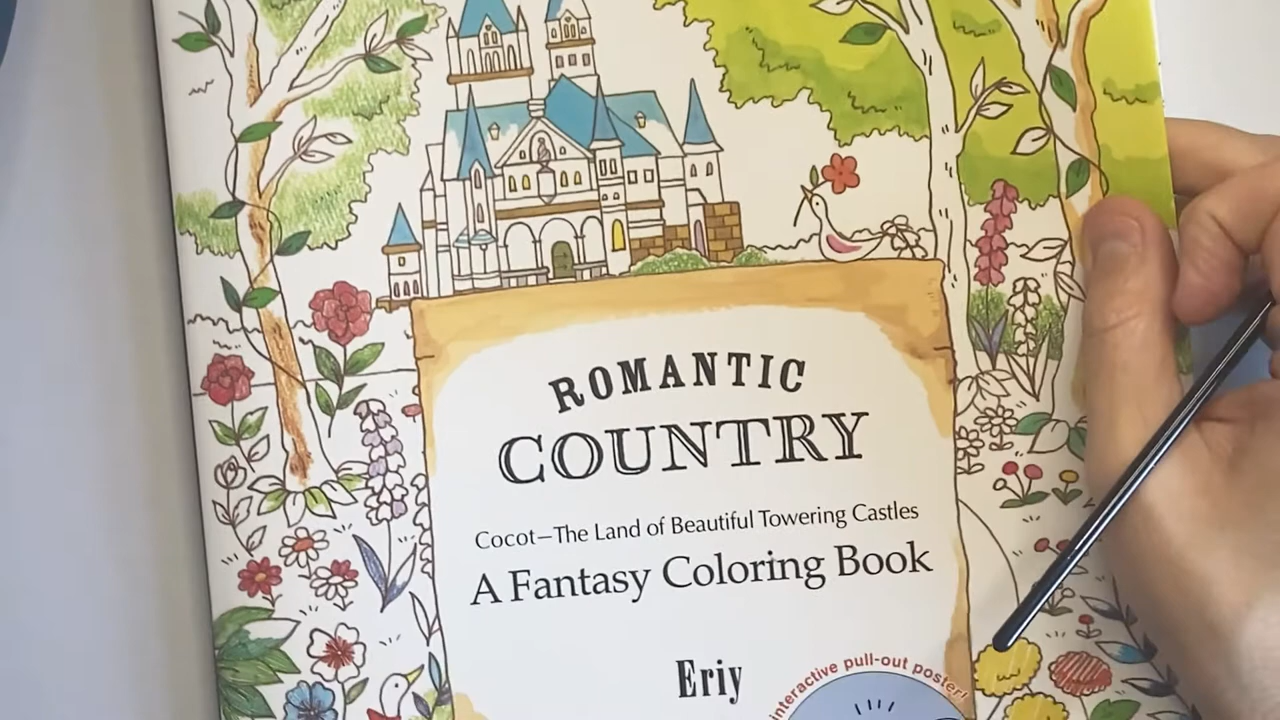 ROMANTIC
COUNTRY
Cocot—The Land of Beautiful Towering Castles
A Fantasy Coloring Book
Eriy
interactive pull-out poster!